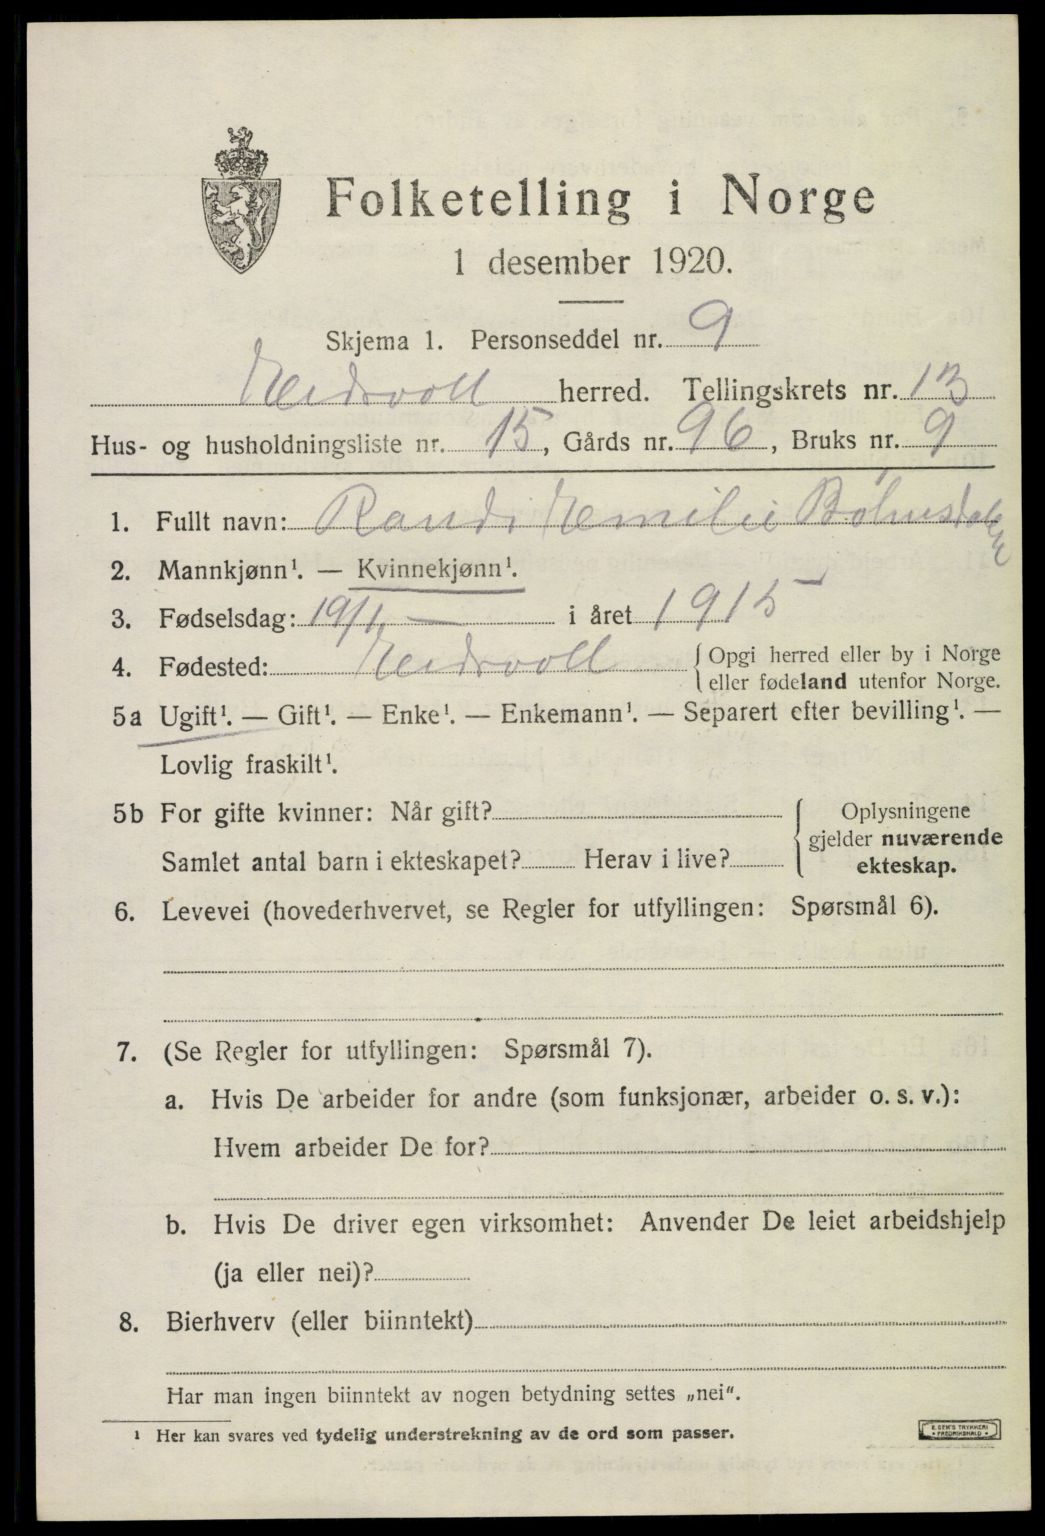 Folketelling i Norge
1 desember 1920.
Skjema 1. Personseddel nr. 9
Eidsvoll herred. Tellingskrets nr. 13
Hus- og husholdningsliste nr. 15, Gårds nr. 96, Bruks nr. 9
1. Fullt navn: Randi Emilie
2. Mannkjønn¹. — Kvinnekjønn¹.
3. Fødselsdag: 19/1 — i året 1915
4. Fødested: Eidsvoll { Opgi herred eller by i Norge
eller fødeland utenfor Norge.
5a Ugift¹. — Gift¹. — Enke¹. — Enkemann¹. — Separert efter bevilling¹. —
Lovlig fraskilt¹.
5b For gifte kvinner: Når gift?
Samlet antal barn i ekteskapet? Herav i live?
{ Oplysningene
gjelder nuværende
ekteskap.
6. Levevei (hovederhvervet, se Regler for utfyllingen: Spørsmål 6).
7. (Se Regler for utfyllingen: Spørsmål 7).
a. Hvis De arbeider for andre (som funksjonær, arbeider o. s. v.):
Hvem arbeider De for?
b. Hvis De driver egen virksomhet: Anvender De leiet arbeidshjelp
(ja eller nei)?
8. Bierhverv (eller biinntekt)
Har man ingen biinntekt av nogen betydning settes „nei".
¹ Her kan svares ved tydelig understrekning av de ord som passer.
E. SEM'S TRYKKERI
FREDRIKSHALD